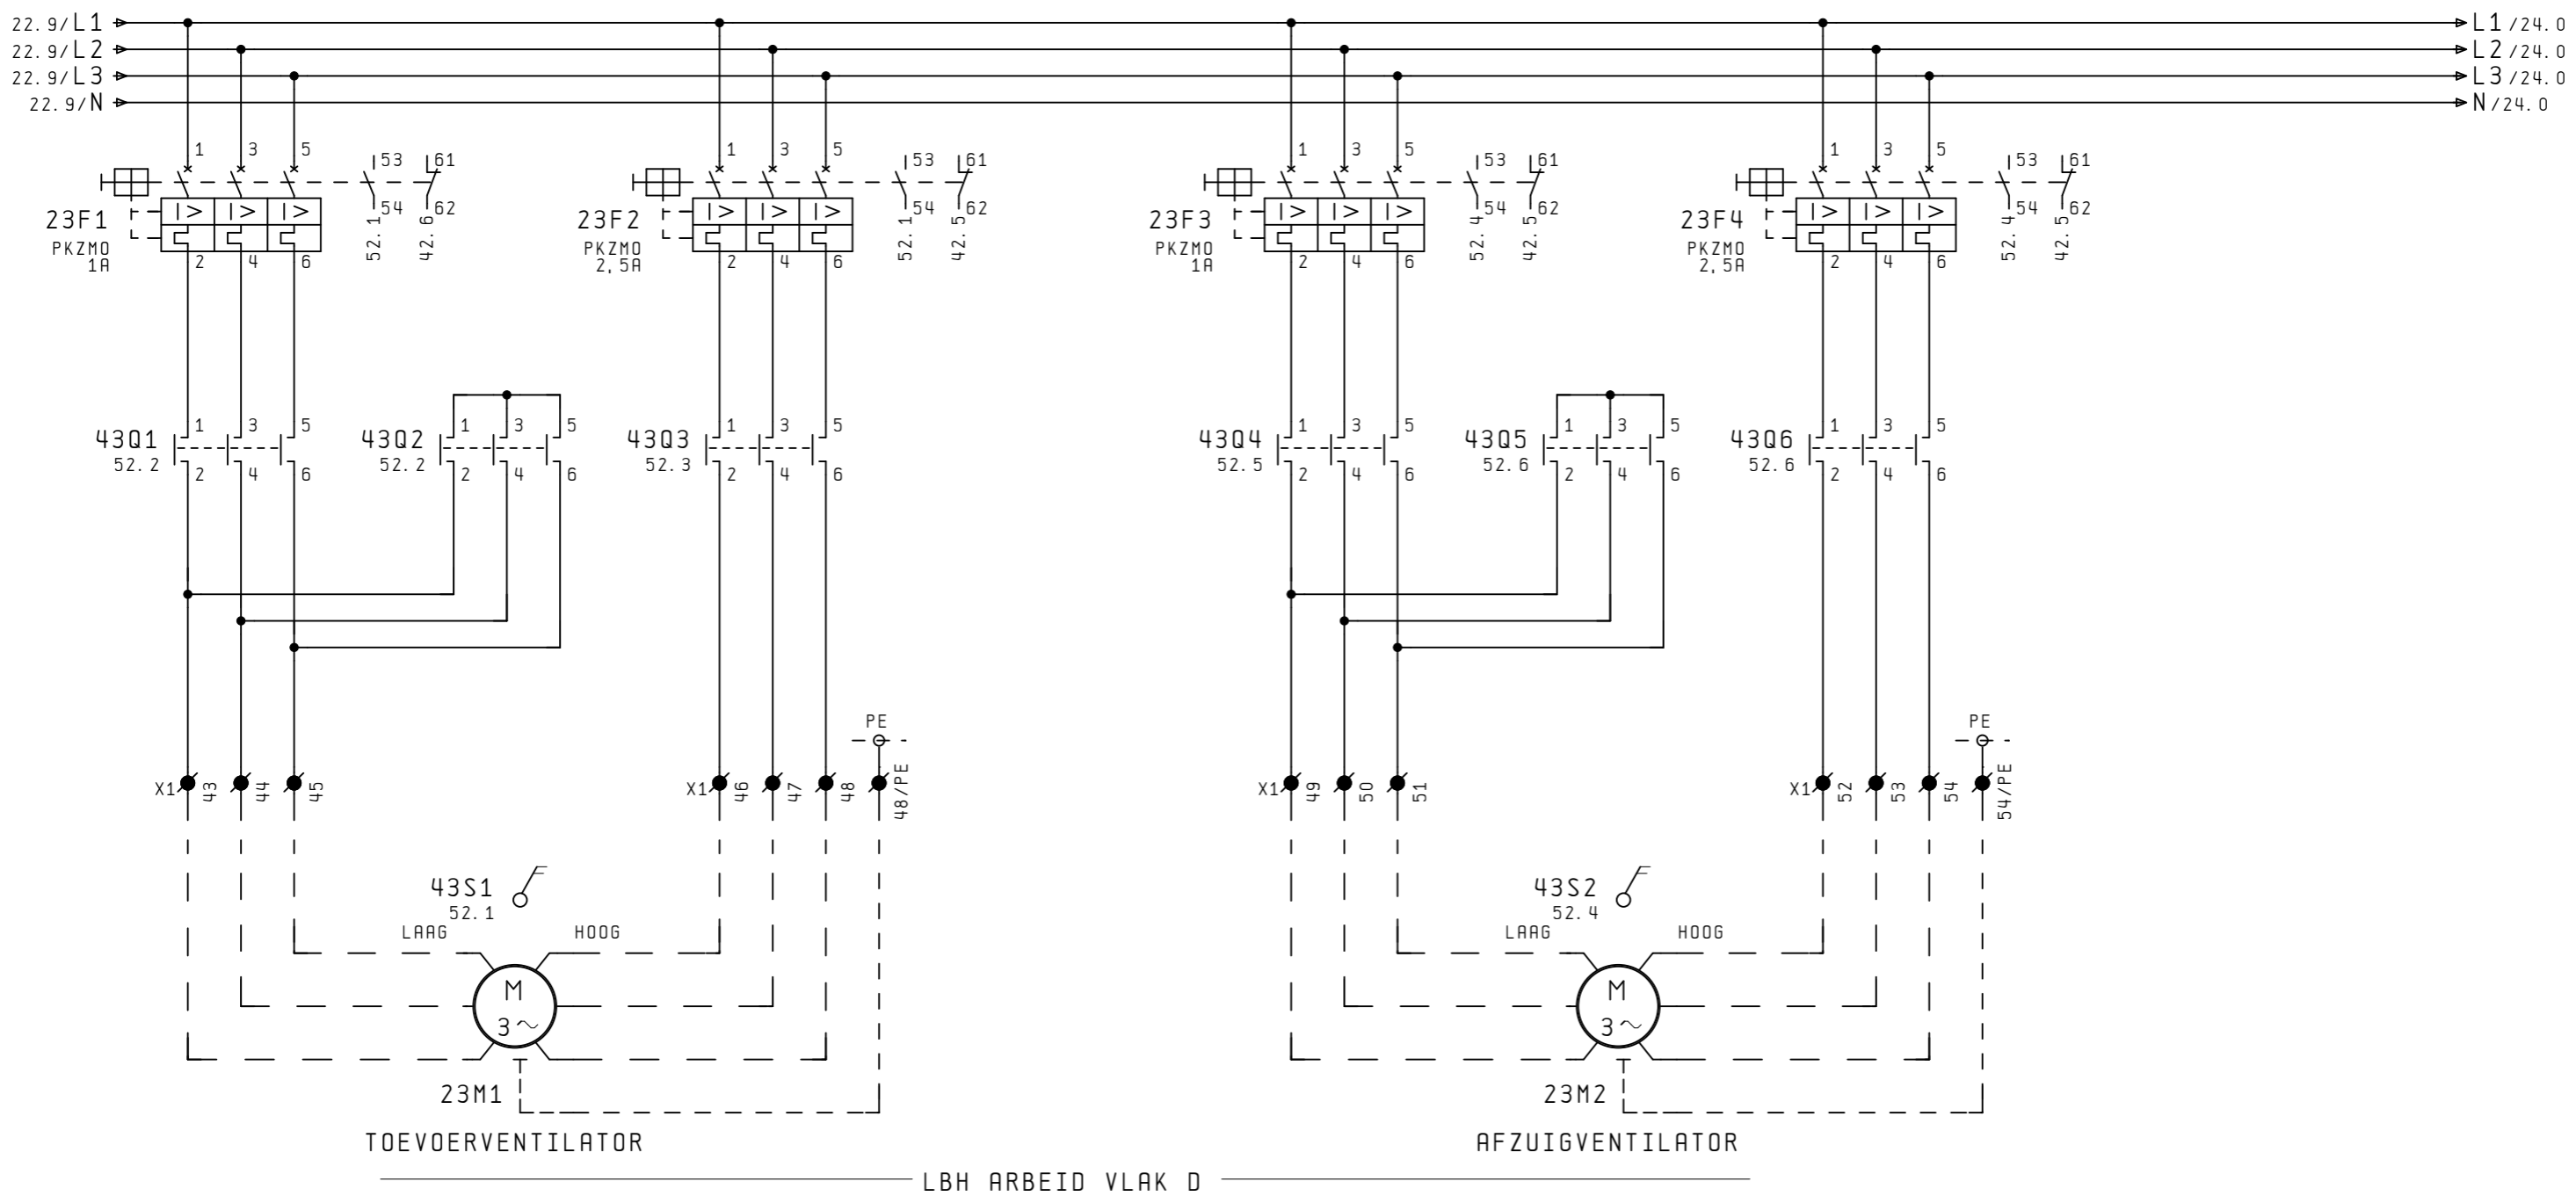 22.9/L1 L1/24.0
22.9/L2 L2/24.0
22.9/L3 L3/24.0
22.9/N N/24.0
1 3 5 53 61 1 3 5 53 61 1 3 5 53 61 1 3 5 53 61
I> I> I> I> I> I> I> I> I> I> I> I>
54 62 54 62 54 62 54 62
23F1 23F2 23F3 23F4
PKZM0 PKZM0 PKZM0 PKZM0
1A 2,5A 1A 2,5A
52.1 42.6 52.1 42.5 52.4 42.5 52.4 42.5
2 4 6 2 4 6 2 4 6 2 4 6
1 3 5 1 3 5 1 3 5 1 3 5 1 3 5 1 3 5
43Q1 43Q2 43Q3 43Q4 43Q5 43Q6
52.2 52.2 52.3 52.5 52.6 52.6
2 4 6 2 4 6 2 4 6 2 4 6 2 4 6 2 4 6
PE PE
X1 43 44 45 X1 46 47 48 48/PE X1 49 50 51 X1 52 53 54 54/PE
43S1 43S2
52.1 52.4
LAAG HOOG LAAG HOOG
M M
3~ 3~
23M1 23M2
TOEVOERVENTILATOR AFZUIGVENTILATOR
LBH ARBEID VLAK D